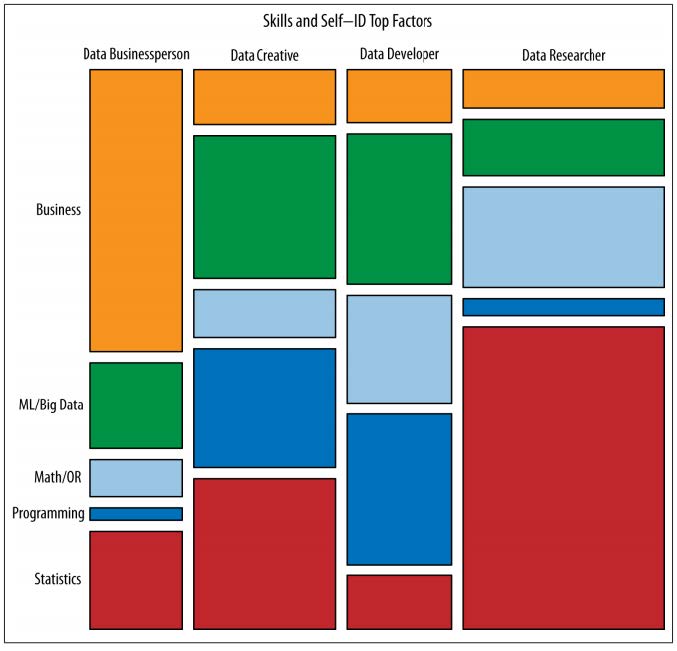 Skills and Self–ID Top Factors
Data Businessperson
Data Creative
Data Developer
Data Researcher
Business
ML/Big Data
Math/OR
Programming
Statistics